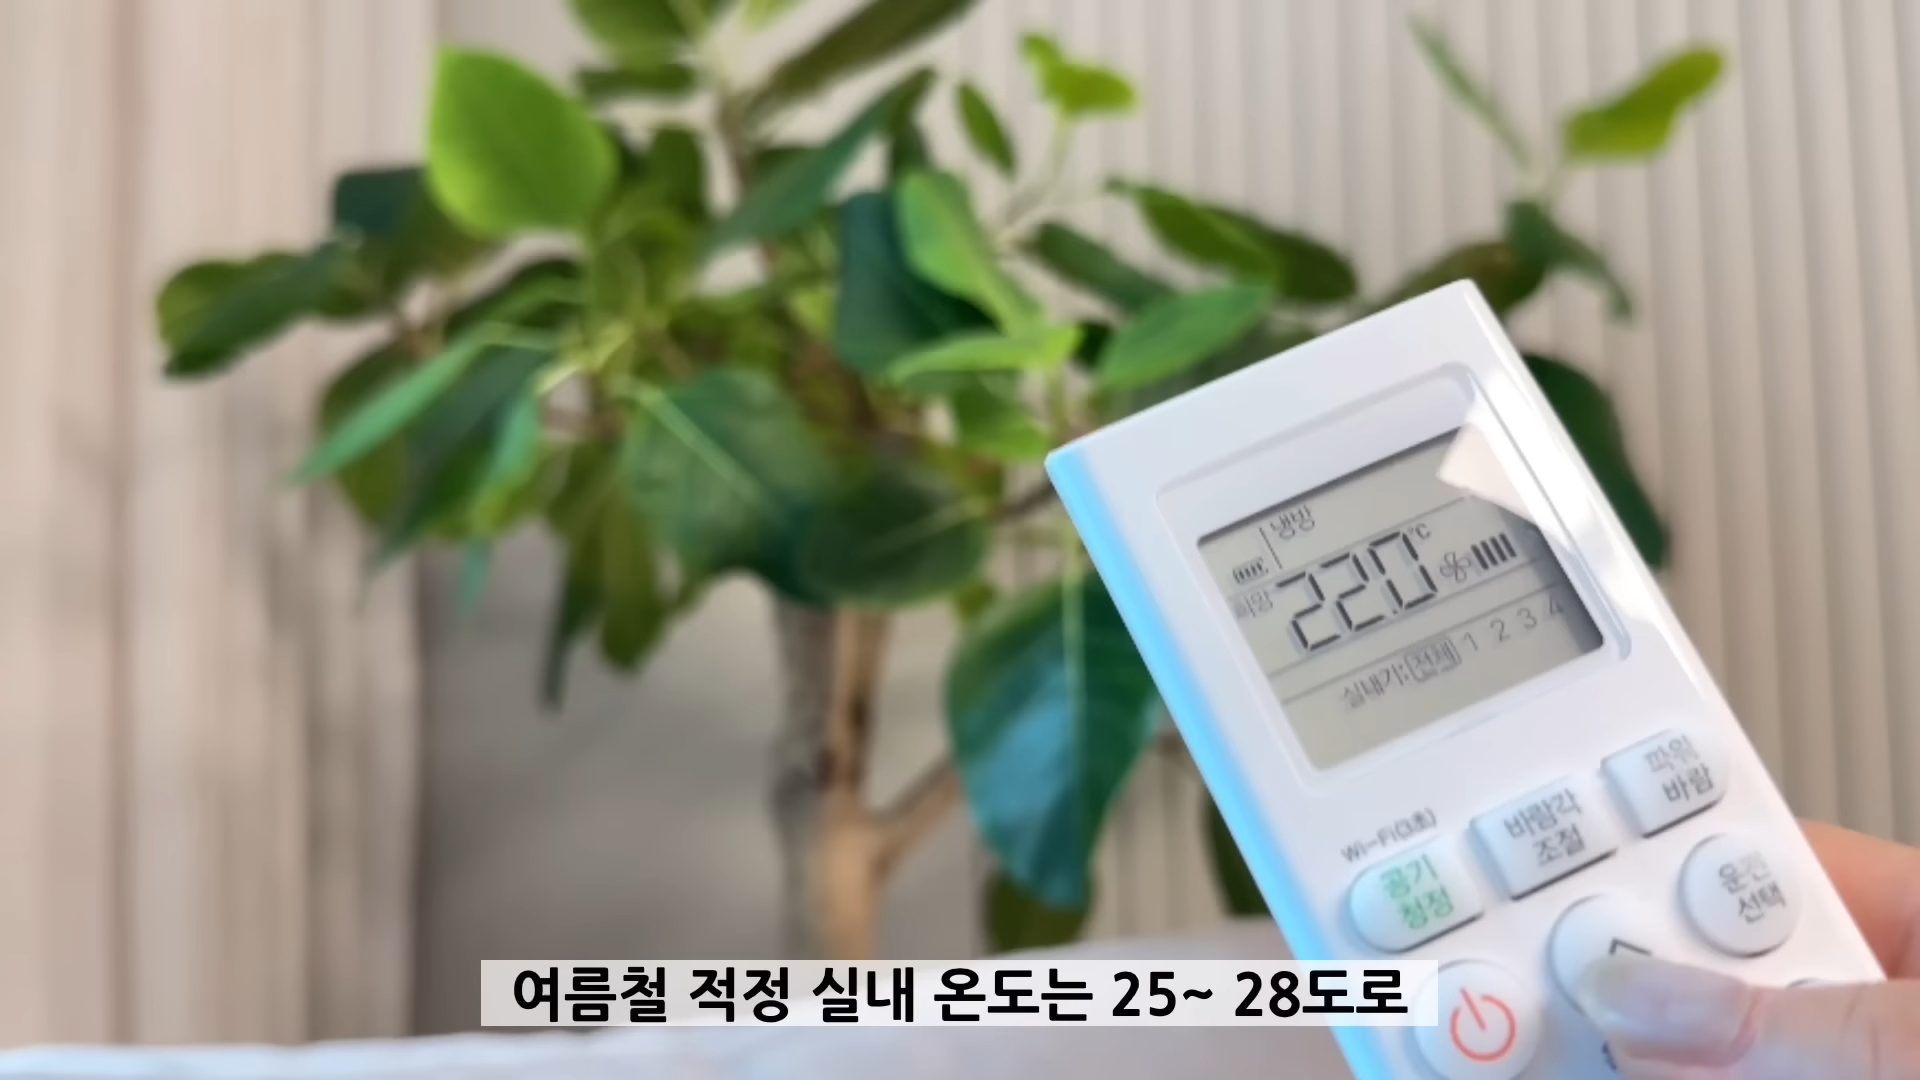 냉방
희망 22.0°C
실내기: 전체 1 2 3 4
파워
바람
바람각
조절
Wi-Fi(3초)
공기
청정
운전
선택
여름철 적정 실내 온도는 25~ 28도로